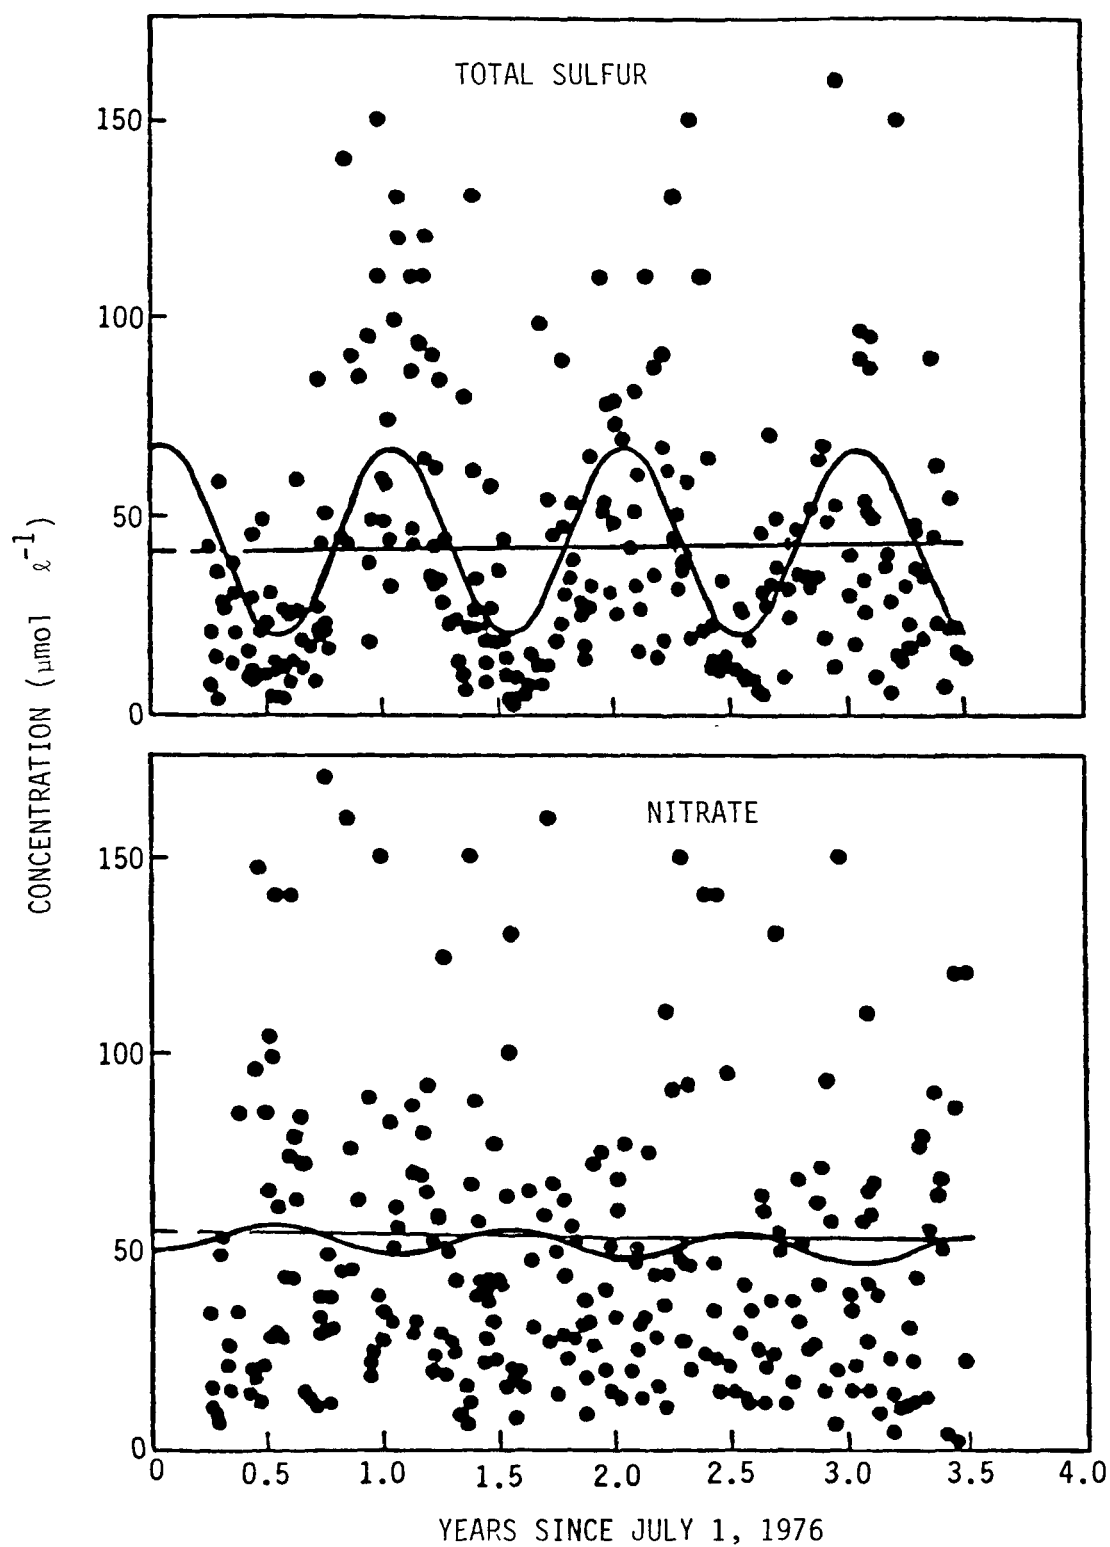 TOTAL SULFUR
150
100
50
0
CONCENTRATION (μmol ℓ⁻¹)
NITRATE
150
100
50
0
0 0.5 1.0 1.5 2.0 2.5 3.0 3.5 4.0
YEARS SINCE JULY 1, 1976